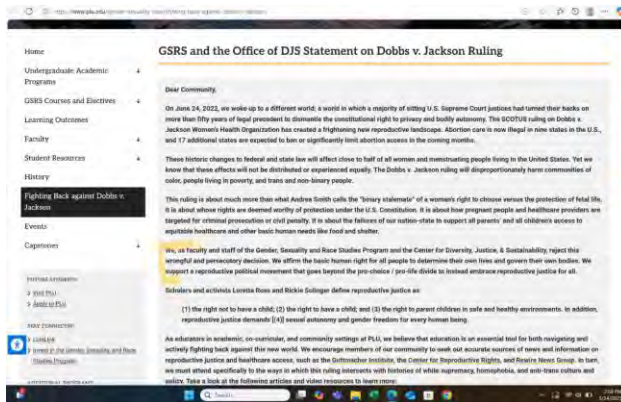 Home
Undergraduate Academic
Programs
GSRS Courses and Electives
Learning Outcomes
Faculty
Student Resources
History
Fighting Back against Dobbs v.
Jackson
Events
Capstones
GSRS and the Office of DJS Statement on Dobbs v. Jackson Ruling
Dear Community,
On June 24, 2022, we woke up to a different world: a world in which a majority of sitting U.S. Supreme Court justices had turned their backs on
more than fifty years of legal precedent to dismantle the constitutional right to privacy and bodily autonomy. The SCOTUS ruling on Dobbs v.
Jackson Women's Health Organization has created a frightening new reproductive landscape. Abortion care is now illegal in nine states in the U.S.,
and 17 additional states are expected to ban or significantly limit abortion access in the coming months.
These historic changes to federal and state law will affect close to half of all women and menstruating people living in the United States. Yet we
know that these effects will not be distributed or experienced equally. The Dobbs v. Jackson ruling will disproportionately harm communities of
color, people living in poverty, and trans and non-binary people.
This ruling is about much more than what Andrea Smith calls the "binary stalemate" of a woman's right to choose versus the protection of fetal life.
It is about whose rights are deemed worthy of protection under the U.S. Constitution. It is about how pregnant people and healthcare providers are
targeted for criminal prosecution or civil penalty. It is about the failures of our nation-state to support all parents' and all children's access to
equitable healthcare and other basic human needs like food and shelter.
We, as faculty and staff of the Gender, Sexuality and Race Studies Program and the Center for Diversity, Justice, & Sustainability, reject this
wrongful and persecutory decision. We affirm the basic human right for all people to determine their own lives and govern their own bodies. We
support a reproductive political movement that goes beyond the pro-choice / pro-life divide to instead embrace reproductive justice for all.
Scholars and activists Loretta Ross and Rickie Solinger define reproductive justice as:
(1) the right not to have a child; (2) the right to have a child; and (3) the right to parent children in safe and healthy environments. In addition,
reproductive justice demands [(4)] sexual autonomy and gender freedom for every human being.
As educators in academic, co-curricular, and community settings at PLU, we believe that education is an essential tool for both navigating and
actively fighting back against this new world. We encourage members of our community to seek out accurate sources of news and information on
reproductive justice and healthcare access, such as the Guttmacher Institute, the Center for Reproductive Rights, and Rewire News Group. In turn,
we must attend specifically to the ways in which this ruling intersects with histories of white supremacy, homophobia, and anti-trans culture and
policy. Take a look at the following articles and video resources to learn more:
FUTURE STUDENTS
Visit PLU
Apply to PLU
STAY CONNECTED
Invest in the Gender, Sexuality, and Race
Studies Program
ADDITIONAL PROGRAMS